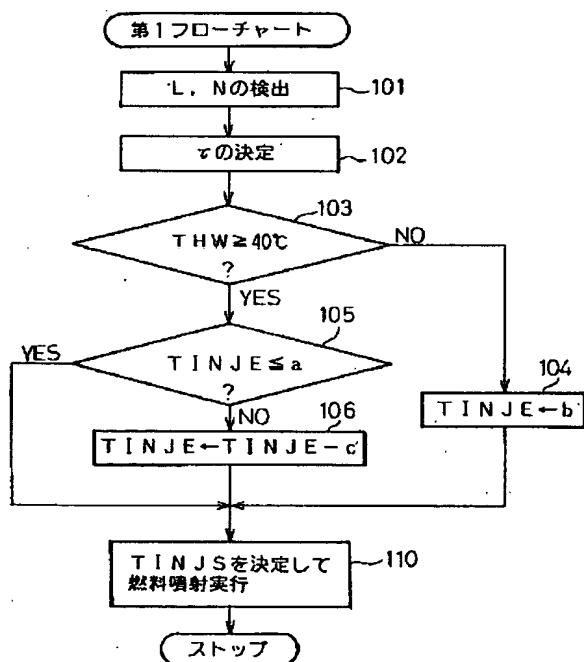 第1フローチャート
L，Nの検出
101
τの決定
102
103
THW≧40℃
?
NO
YES
105
YES
TINJE≦a
?
104
TINJE←b
NO
106
TINJE←TINJE－c
TINJSを決定して
燃料噴射実行
110
ストップ